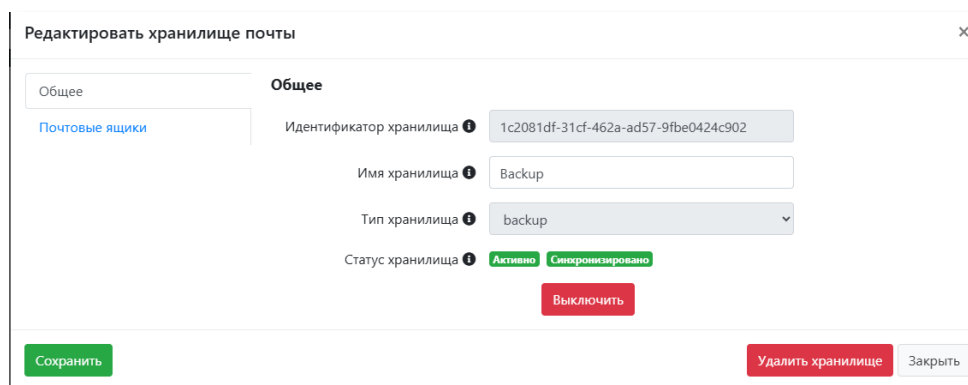 Редактировать хранилище почты ×
Общее
Почтовые ящики
Общее
Идентификатор хранилища 1c2081df-31cf-462a-ad57-9fbe0424c902
Имя хранилища Backup
Тип хранилища backup
Статус хранилища Активно Синхронизировано
Выключить
Сохранить Удалить хранилище Закрыть